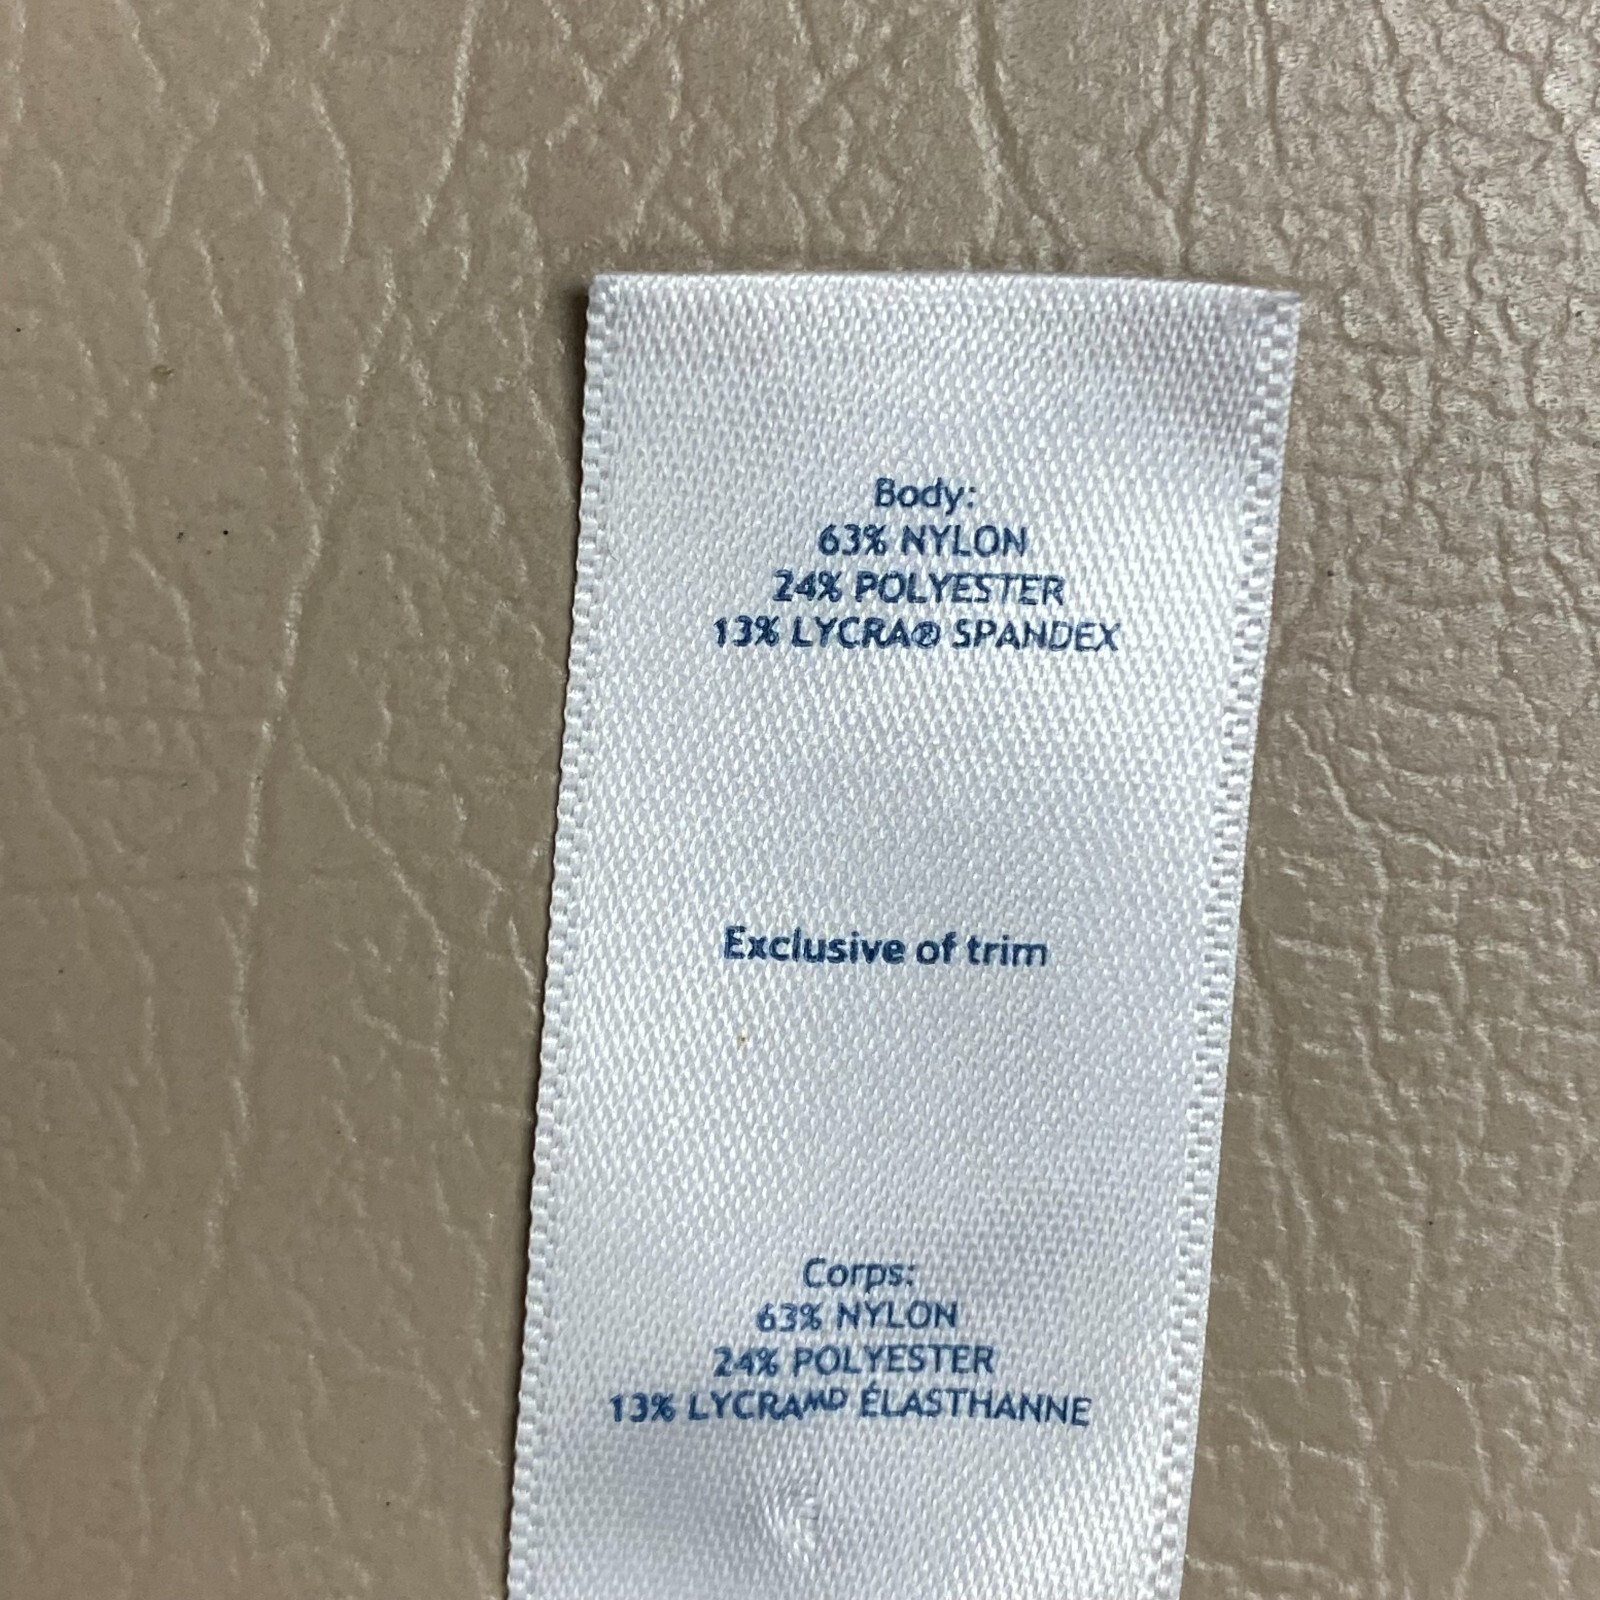 Body:
63% NYLON
24% POLYESTER
13% LYCRA® SPANDEX
Exclusive of trim
Corps:
63% NYLON
24% POLYESTER
13% LYCRAᴹᴰ ÉLASTHANNE